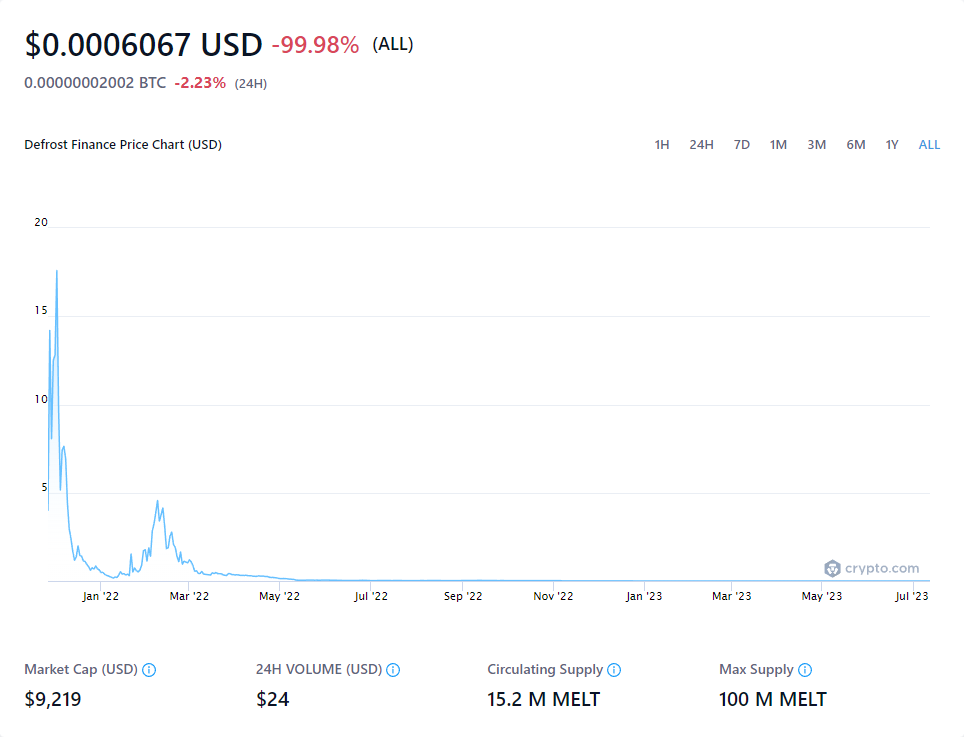 $0.0006067 USD -99.98% (ALL)
0.00000002002 BTC -2.23% (24H)
Defrost Finance Price Chart (USD) 1H 24H 7D 1M 3M 6M 1Y ALL
20
15
10
5
crypto.com
Jan '22 Mar '22 May '22 Jul '22 Sep '22 Nov '22 Jan '23 Mar '23 May '23 Jul '23
Market Cap (USD) 24H VOLUME (USD) Circulating Supply Max Supply
$9,219 $24 15.2 M MELT 100 M MELT